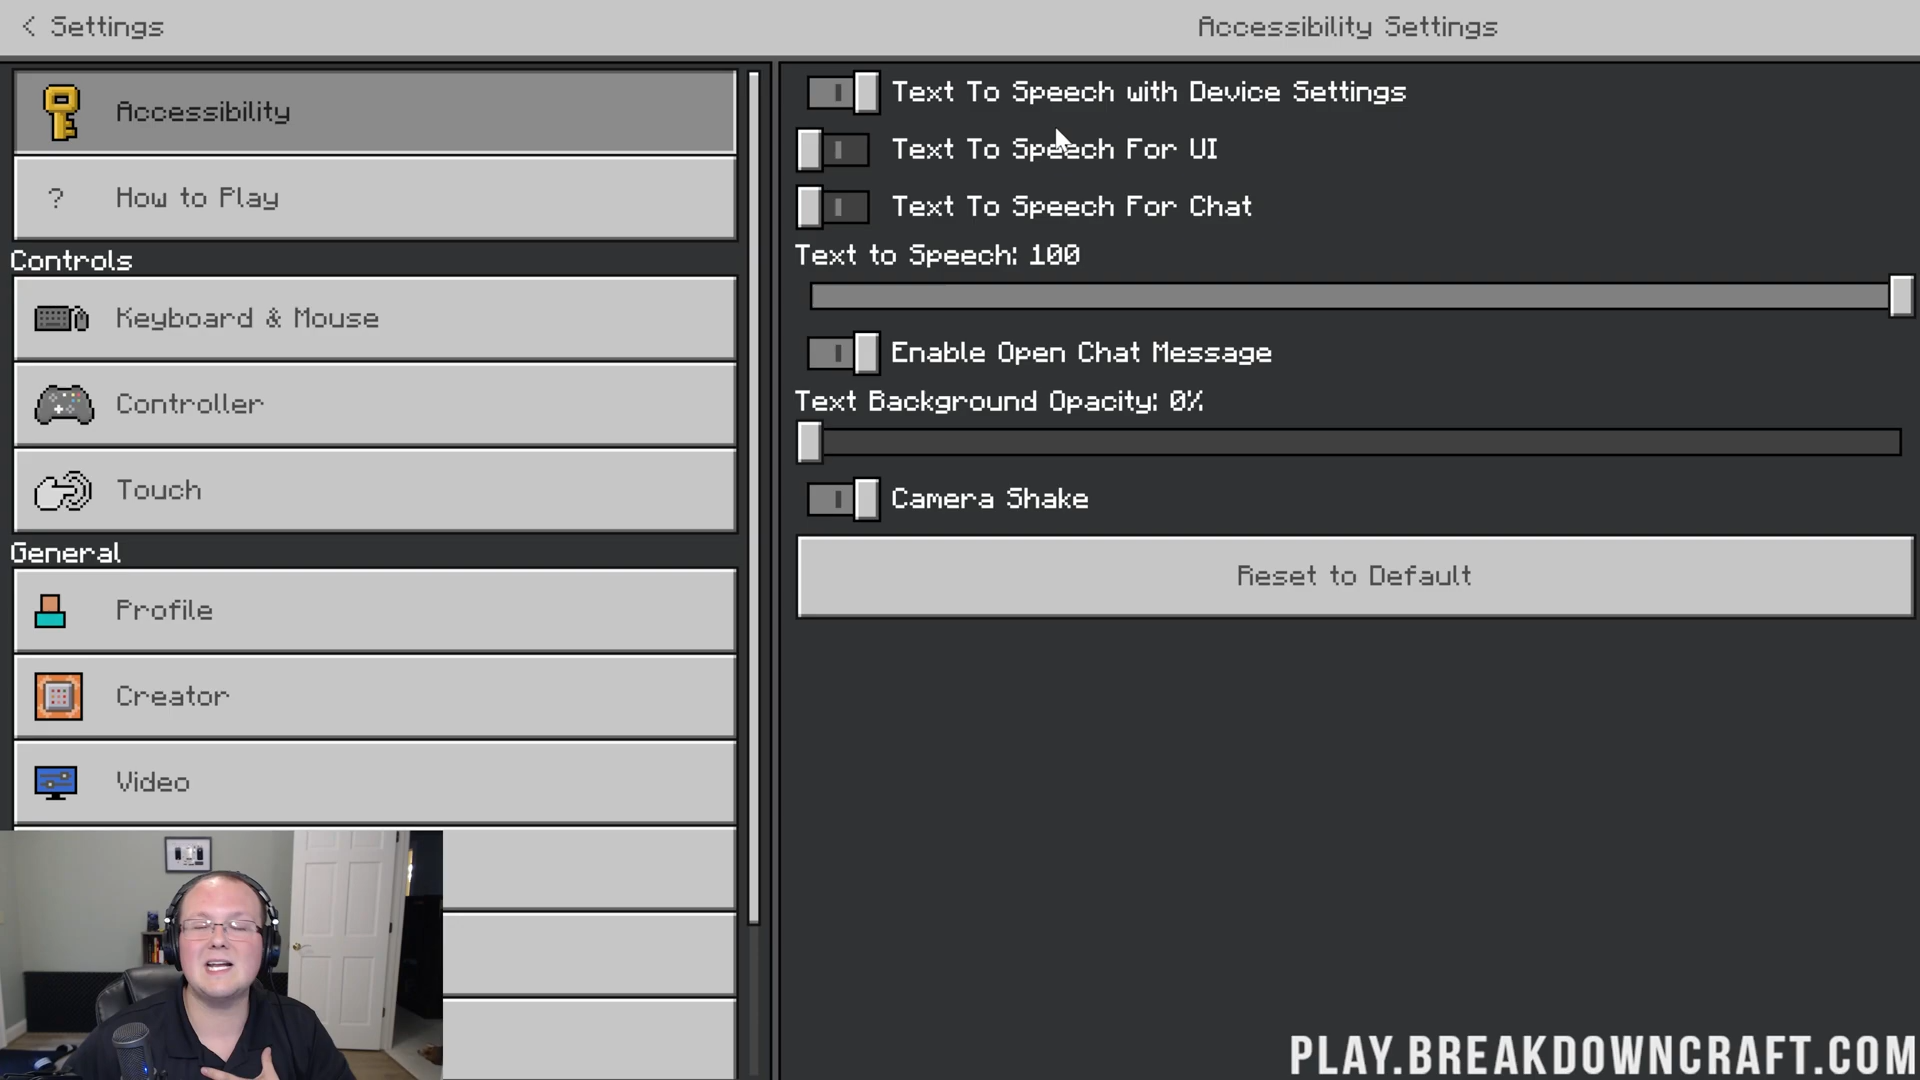 < Settings
Accessibility Settings
Accessibility
? How to Play
Controls
Keyboard & Mouse
Controller
Touch
General
Profile
Creator
Video
Text To Speech with Device Settings
Text To Speech For UI
Text To Speech For Chat
Text to Speech: 100
Enable Open Chat Message
Text Background Opacity: 0%
Camera Shake
Reset to Default
PLAY.BREAKDOWNCRAFT.COM